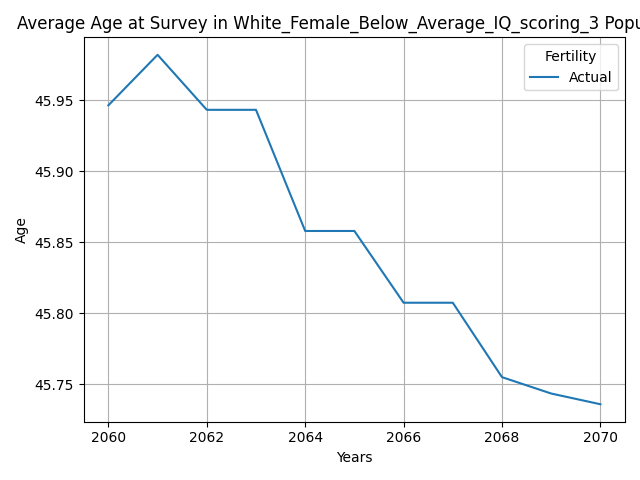 Average Age at Survey in White_Female_Below_Average_IQ_scoring_3 Popu
Fertility
Actual
45.95
45.90
45.85
45.80
45.75
Age
2060 2062 2064 2066 2068 2070
Years